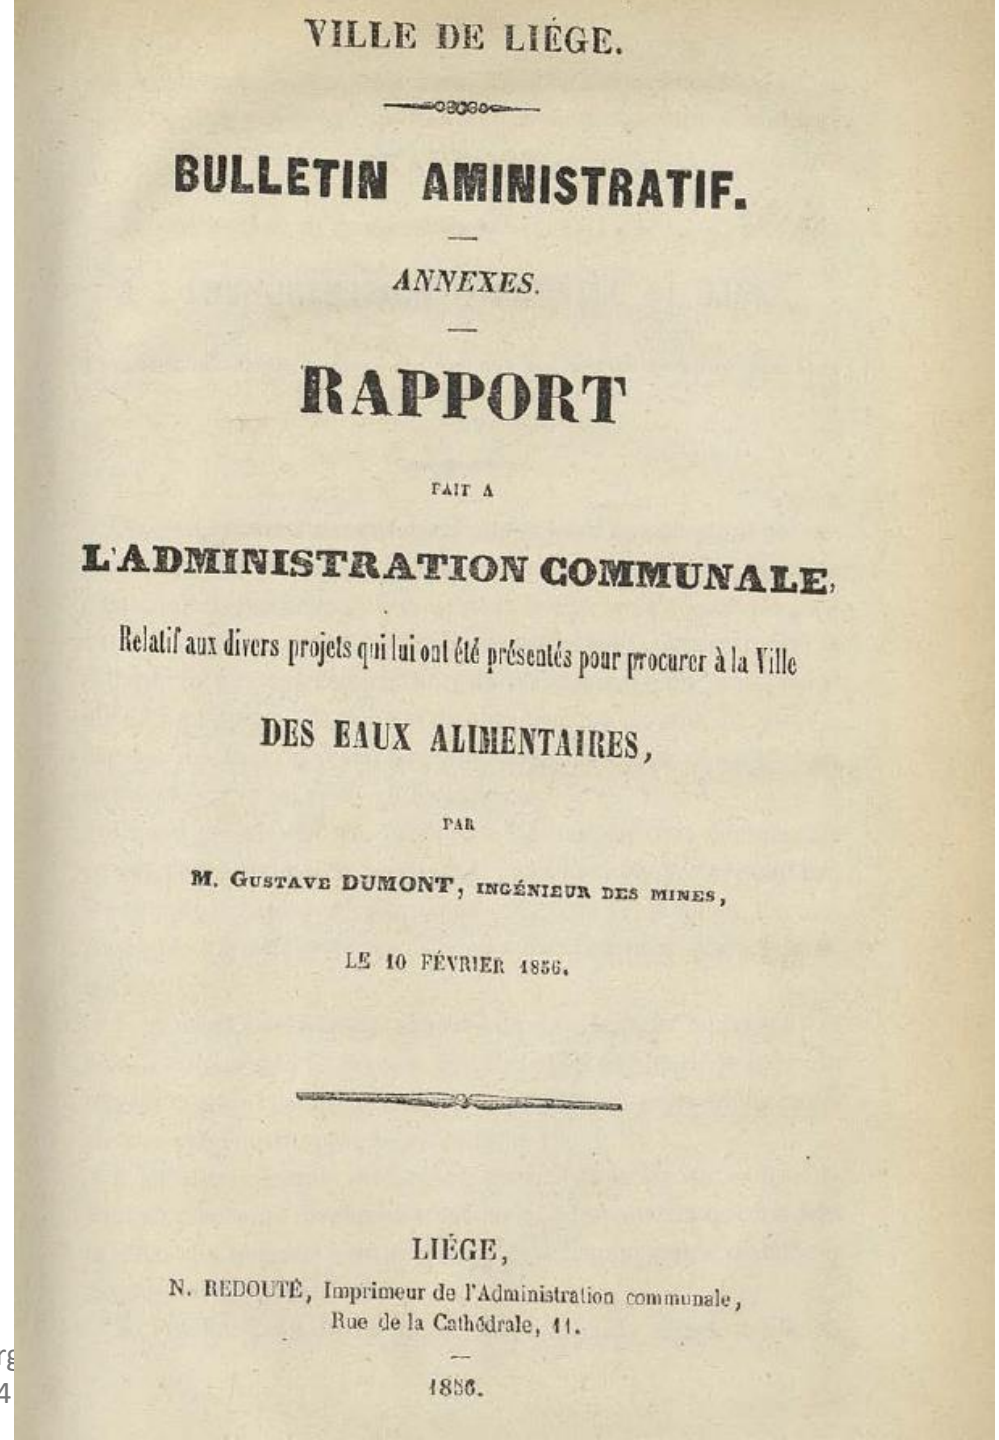 VILLE DE LIÉGE.
BULLETIN AMINISTRATIF.
ANNEXES.
RAPPORT
FAIT A
L'ADMINISTRATION COMMUNALE,
Relatif aux divers projets qui lui ont été présentés pour procurer à la Ville
DES EAUX ALIMENTAIRES,
PAR
M. GUSTAVE DUMONT, INGÉNIEUR DES MINES,
LE 10 FÉVRIER 1856.
LIÉGE,
N. REDOUTÉ, Imprimeur de l'Administration communale,
Rue de la Cathédrale, 11.
1856.